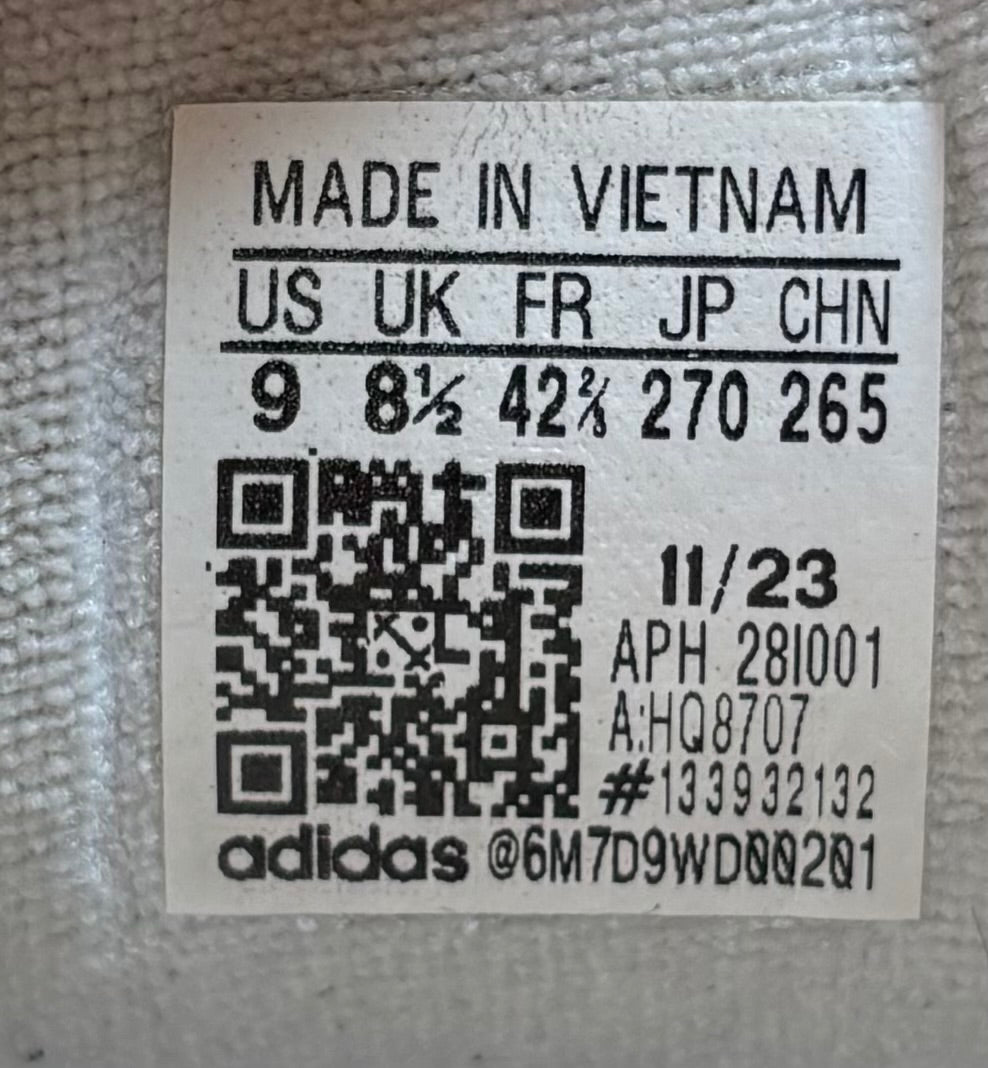 MADE IN VIETNAM
US UK FR JP CHN
9 8½ 42⅔ 270 265
11/23
APH 28I001
A:HQ8707
#133932132
adidas @6M7D9WD00201